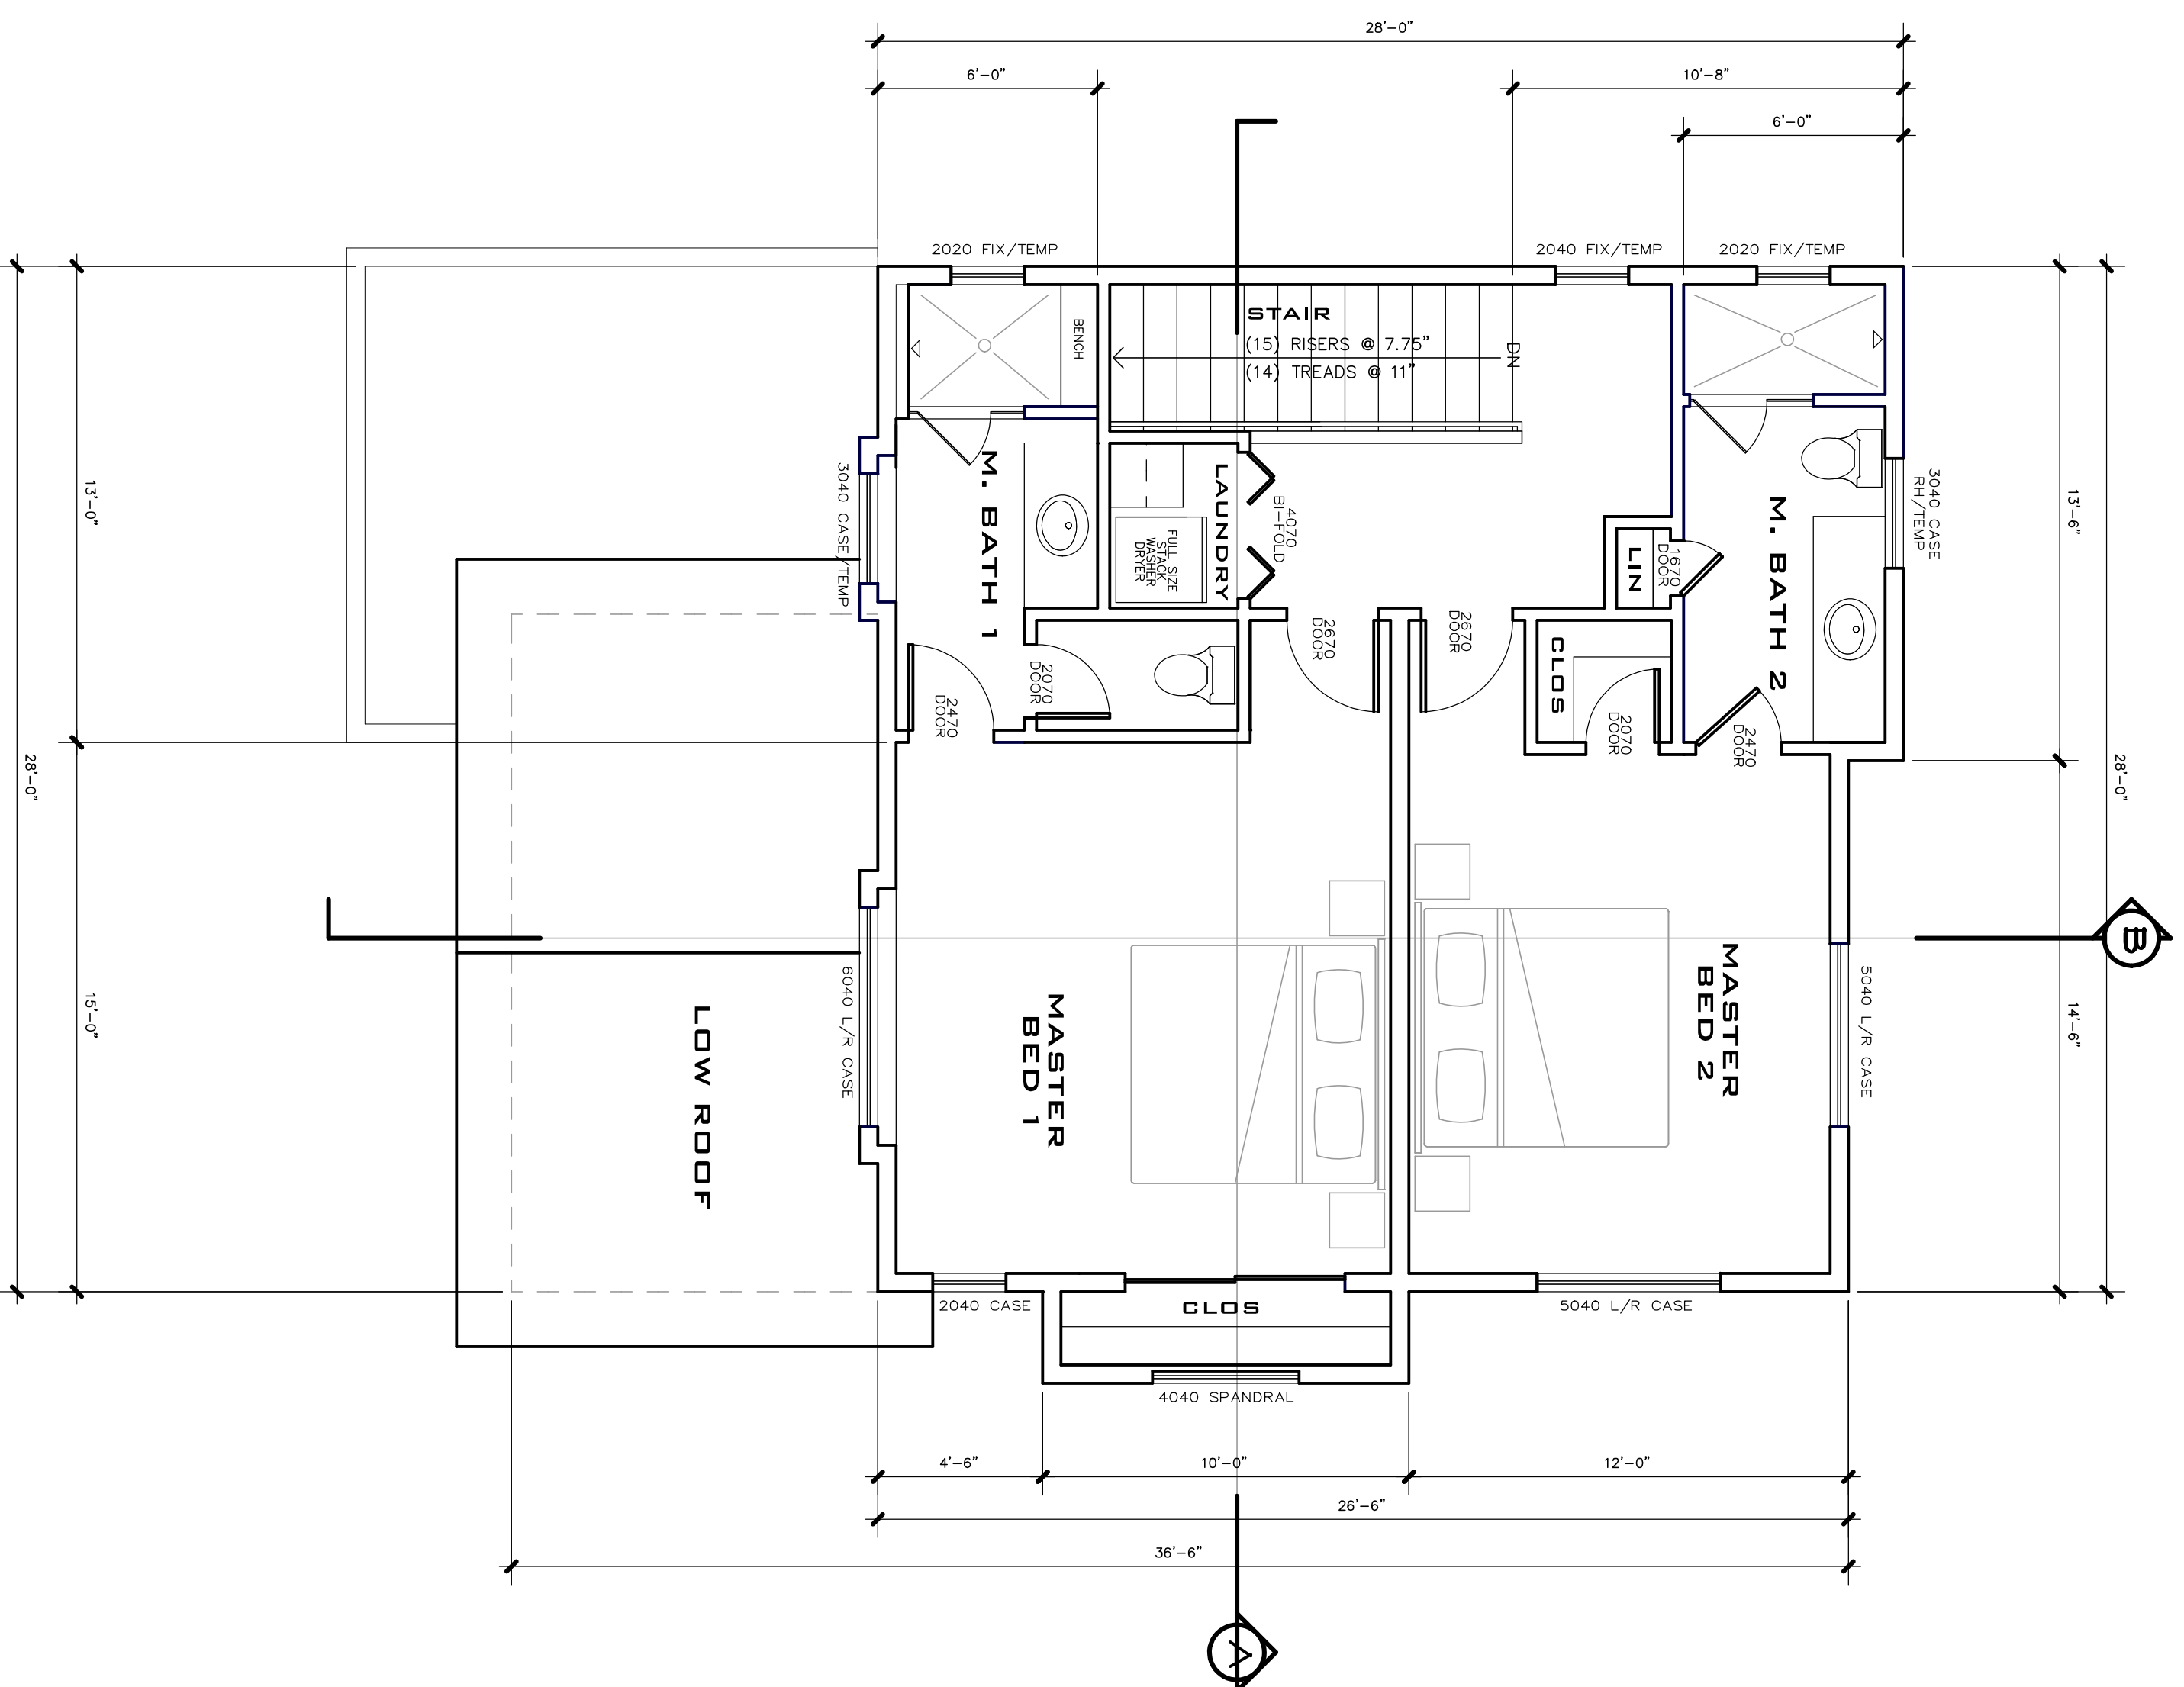 28'-0"
6'-0"
10'-8"
6'-0"
2020 FIX/TEMP
2040 FIX/TEMP
2020 FIX/TEMP
BENCH
STAIR
(15) RISERS @ 7.75"
(14) TREADS @ 11"
DN
M. BATH 1
LAUNDRY
FULL SIZE
STACK
WASHER
DRYER
4070
BI-FOLD
LIN
1670
DOOR
M. BATH 2
3040 CASE
RH/TEMP
3040 CASE/TEMP
2470
DOOR
2070
DOOR
2670
DOOR
2670
DOOR
CLOS
2070
DOOR
2470
DOOR
13'-0"
28'-0"
15'-0"
13'-6"
28'-0"
14'-6"
B
MASTER
BED 1
MASTER
BED 2
6040 L/R CASE
5040 L/R CASE
LOW ROOF
2040 CASE
CLOS
5040 L/R CASE
4040 SPANDRAL
4'-6"
10'-0"
12'-0"
26'-6"
36'-6"
A